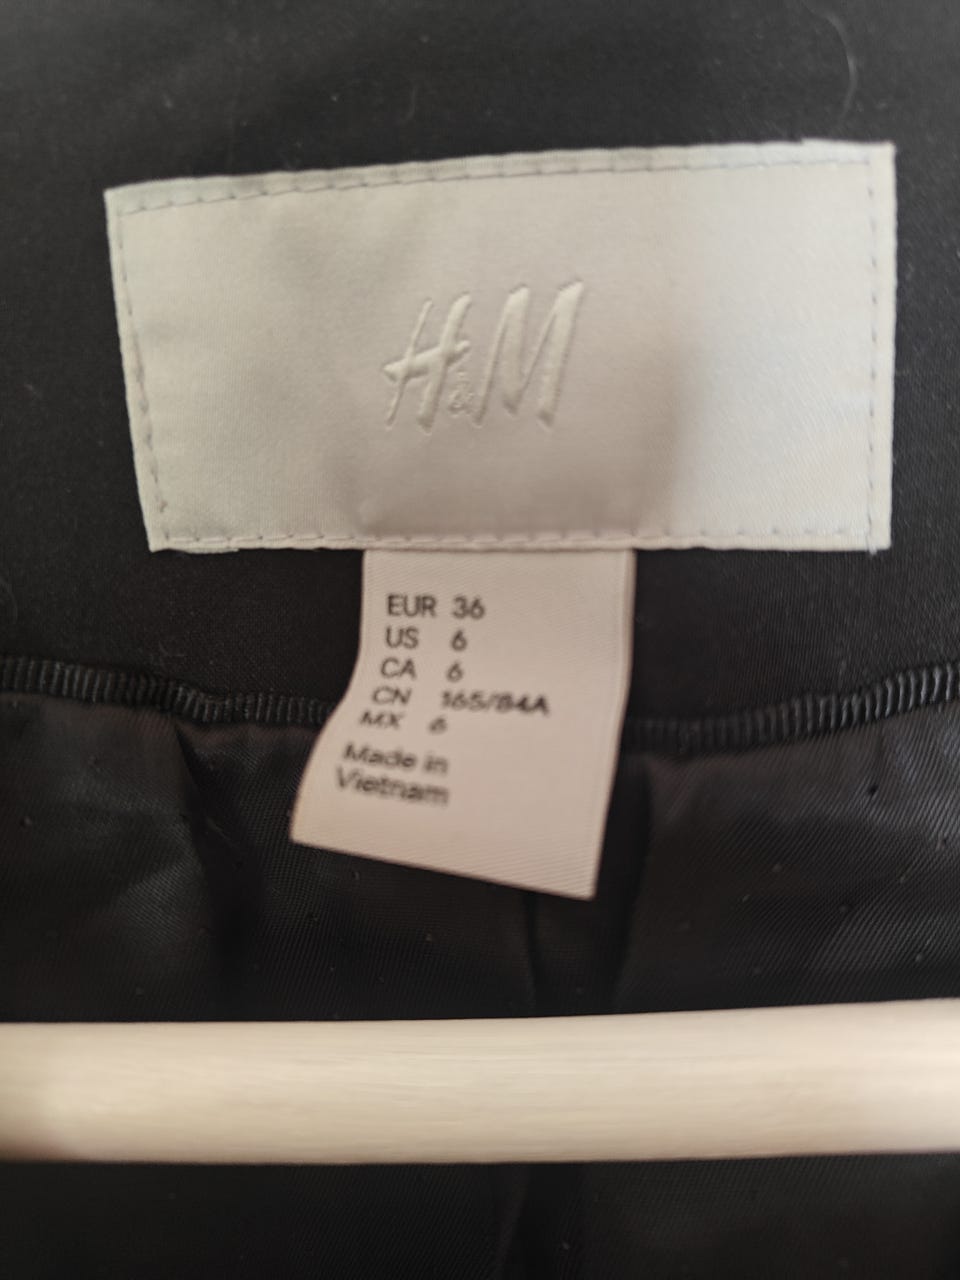 H&M
EUR 36
US 6
CA 6
CN 165/84A
MX 6
Made in
Vietnam